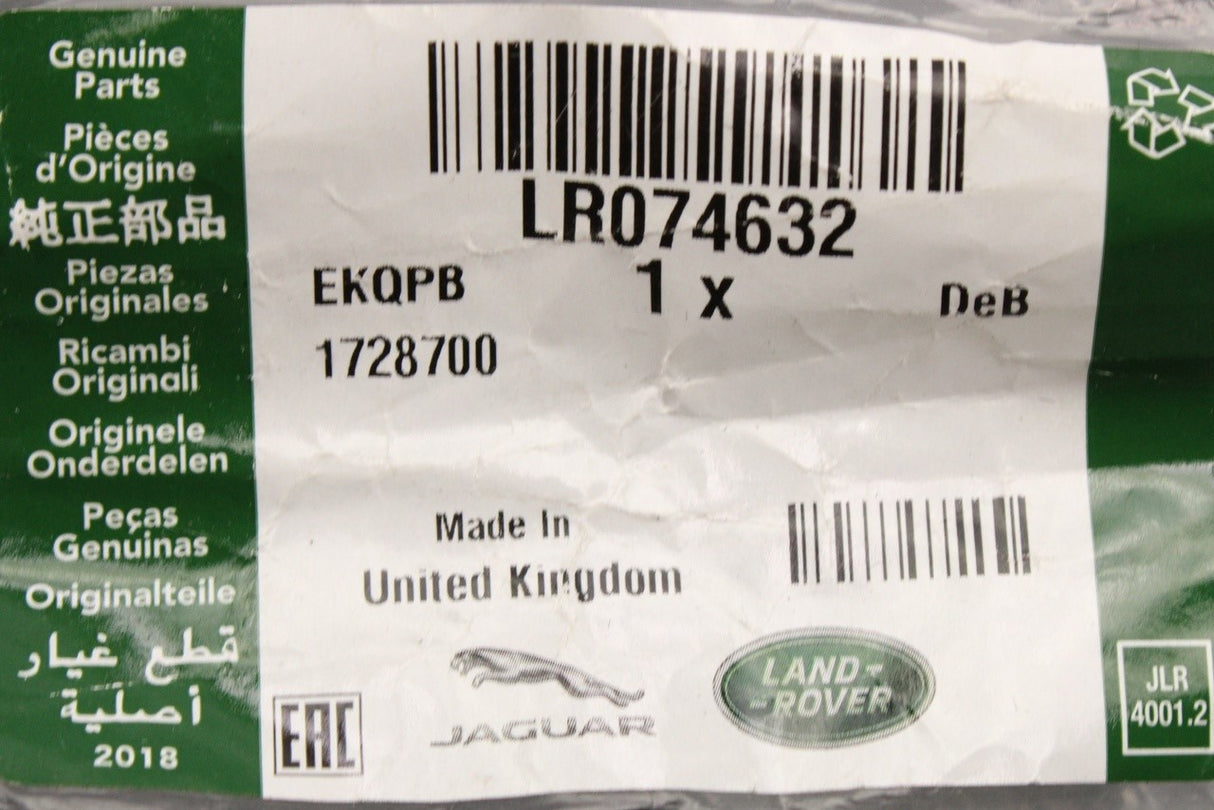 Genuine
Parts
Pièces
d'Origine
純正部品
Piezas
Originales
Ricambi
Originali
Originele
Onderdelen
Peças
Genuinas
Originalteile
قطع غيار
أصلية
2018
LR074632
EKQPB
1 x
DeB
1728700
Made In
United Kingdom
EAC
JAGUAR
LAND-
-ROVER
JLR
4001.2